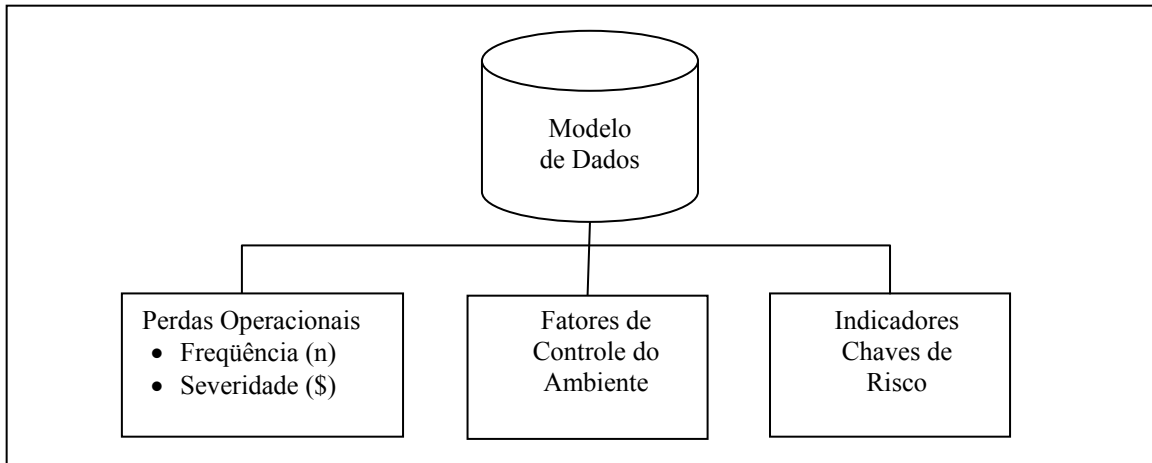 Modelo
de Dados
Perdas Operacionais
• Freqüência (n)
• Severidade ($)
Fatores de
Controle do
Ambiente
Indicadores
Chaves de
Risco